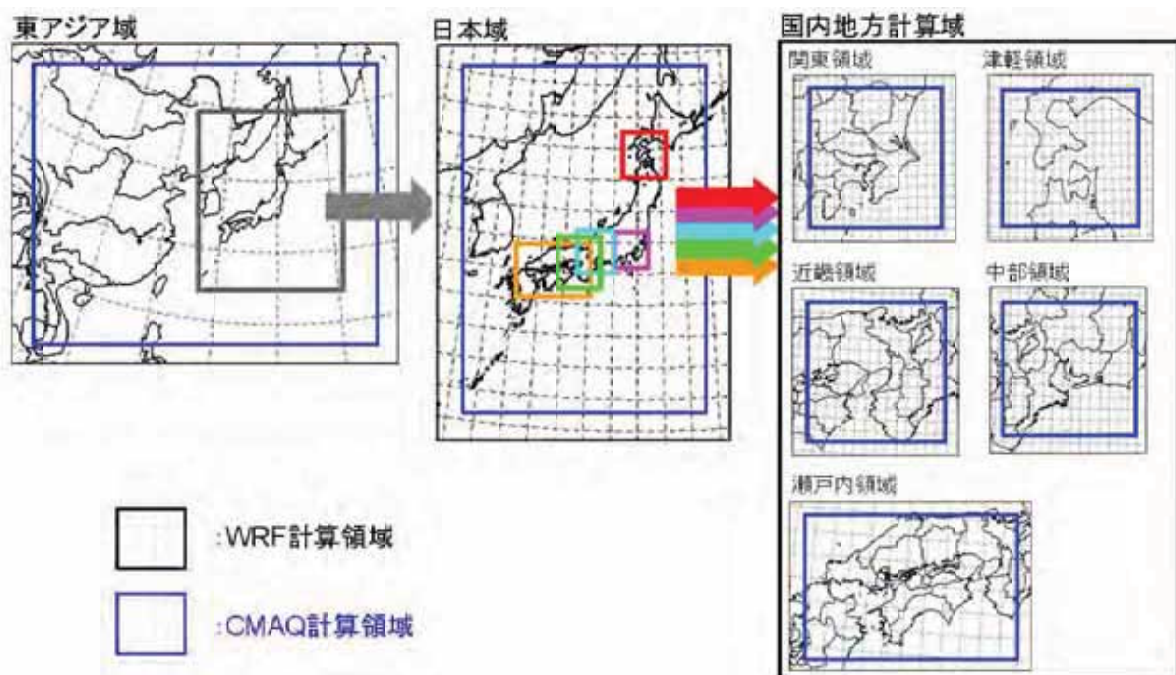 東アジア域
日本域
国内地方計算域
関東領域
津軽領域
近畿領域
中部領域
瀬戸内領域
:WRF計算領域
:CMAQ計算領域